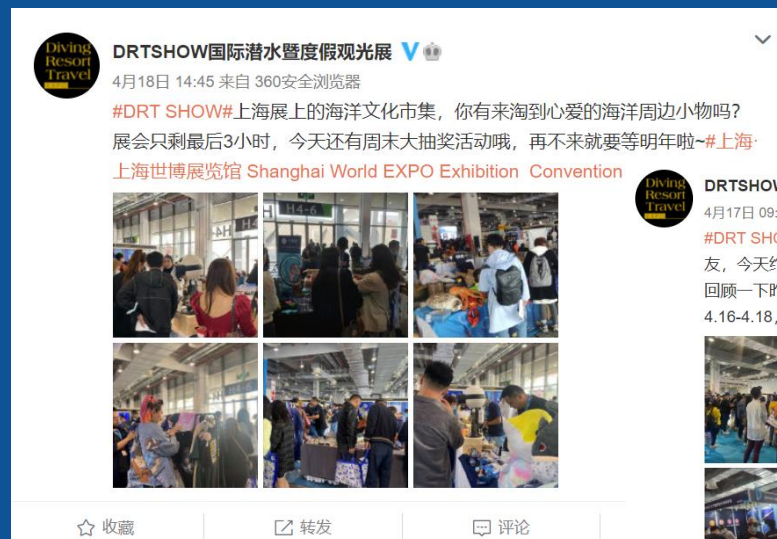 Diving
Resort
Travel
EXPO
DRTSHOW国际潜水暨度假观光展
4月18日 14:45 来自 360安全浏览器
#DRT SHOW#上海展上的海洋文化市集，你有来淘到心爱的海洋周边小物吗？
展会只剩最后3小时，今天还有周末大抽奖活动哦，再不来就要等明年啦~#上海·
上海世博展览馆 Shanghai World EXPO Exhibition Convention
H4-6
收藏
转发
评论
Diving
Resort
Travel
EXPO
DRTSHOW
4月17日 09:
#DRT SHO
友，今天终
回顾一下昨
4.16-4.18,